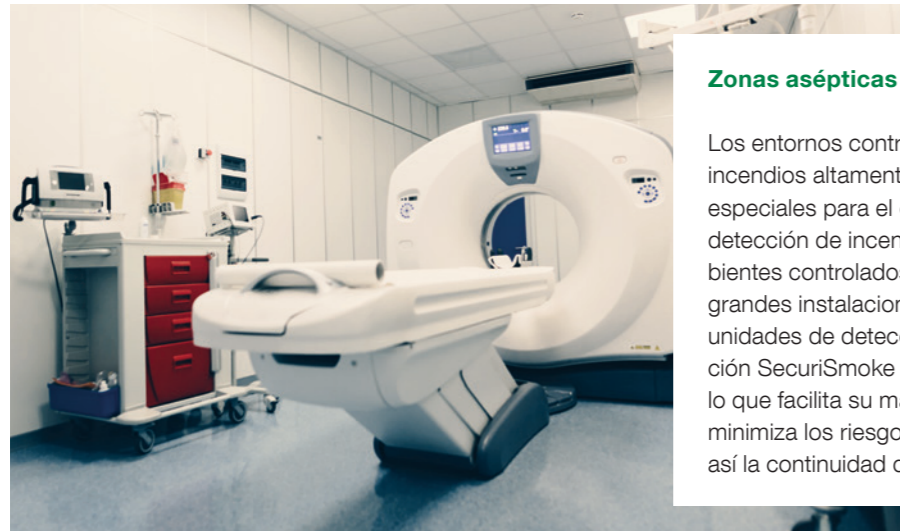 Zonas asépticas
Los entornos contr
incendios altament
especiales para el
detección de incen
bientes controlados
grandes instalacion
unidades de detecc
ción SecuriSmoke
lo que facilita su ma
minimiza los riesgo
así la continuidad